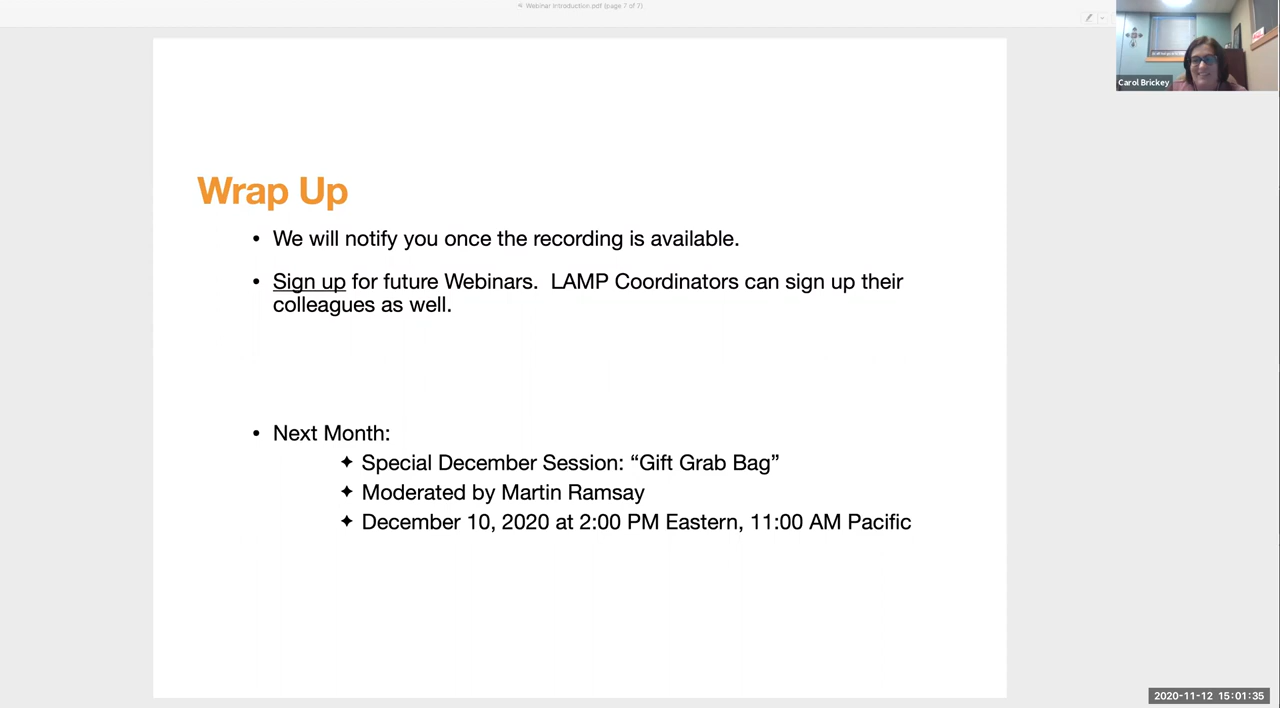 Webinar Introduction.pdf (page 7 of 7)
Carol Brickey
Wrap Up
• We will notify you once the recording is available.
• Sign up for future Webinars.  LAMP Coordinators can sign up their
colleagues as well.
• Next Month:
✦ Special December Session: “Gift Grab Bag”
✦ Moderated by Martin Ramsay
✦ December 10, 2020 at 2:00 PM Eastern, 11:00 AM Pacific
2020-11-12 15:01:35